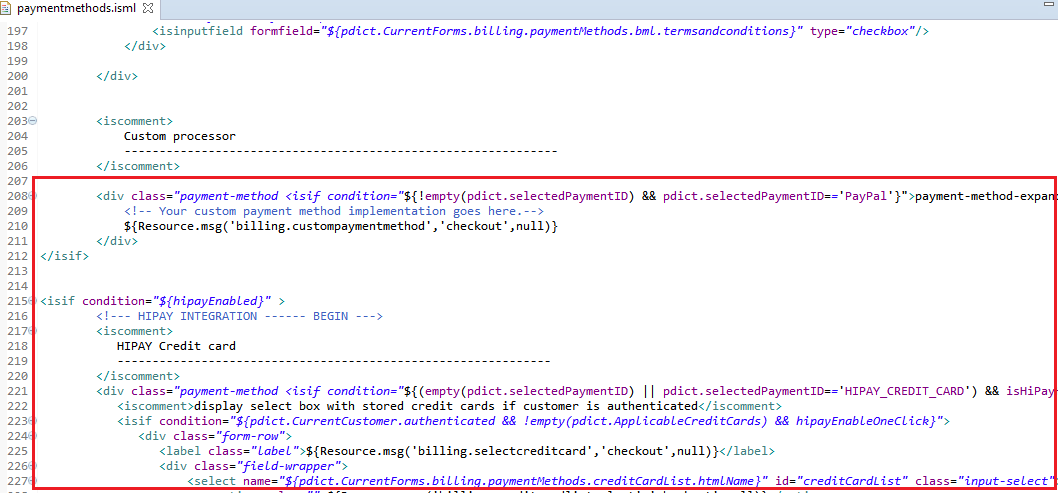 paymentmethods.isml
197 <isinputfield formfield="${pdict.CurrentForms.billing.paymentMethods.bml.termsandconditions}" type="checkbox"/>
198 </div>
199
200 </div>
201
202
203 <iscomment>
204 Custom processor
205 --------------------------------------------------------------
206 </iscomment>
207
208 <div class="payment-method <isif condition="${!empty(pdict.selectedPaymentID) && pdict.selectedPaymentID=='PayPal'}">payment-method-expan
209 <!-- Your custom payment method implementation goes here.-->
210 ${Resource.msg('billing.custompaymentmethod','checkout',null)}
211 </div>
212 </isif>
213
214
215 <isif condition="${hipayEnabled}" >
216 <!--- HIPAY INTEGRATION ------ BEGIN --->
217 <iscomment>
218 HIPAY Credit card
219 --------------------------------------------------------------
220 </iscomment>
221 <div class="payment-method <isif condition="${(empty(pdict.selectedPaymentID) || pdict.selectedPaymentID=='HIPAY_CREDIT_CARD') && isHiPay
222 <iscomment>display select box with stored credit cards if customer is authenticated</iscomment>
223 <isif condition="${pdict.CurrentCustomer.authenticated && !empty(pdict.ApplicableCreditCards) && hipayEnableOneClick}">
224 <div class="form-row">
225 <label class="label">${Resource.msg('billing.selectcreditcard','checkout',null)}</label>
226 <div class="field-wrapper">
227 <select name="${pdict.CurrentForms.billing.paymentMethods.creditCardList.htmlName}" id="creditCardList" class="input-select"